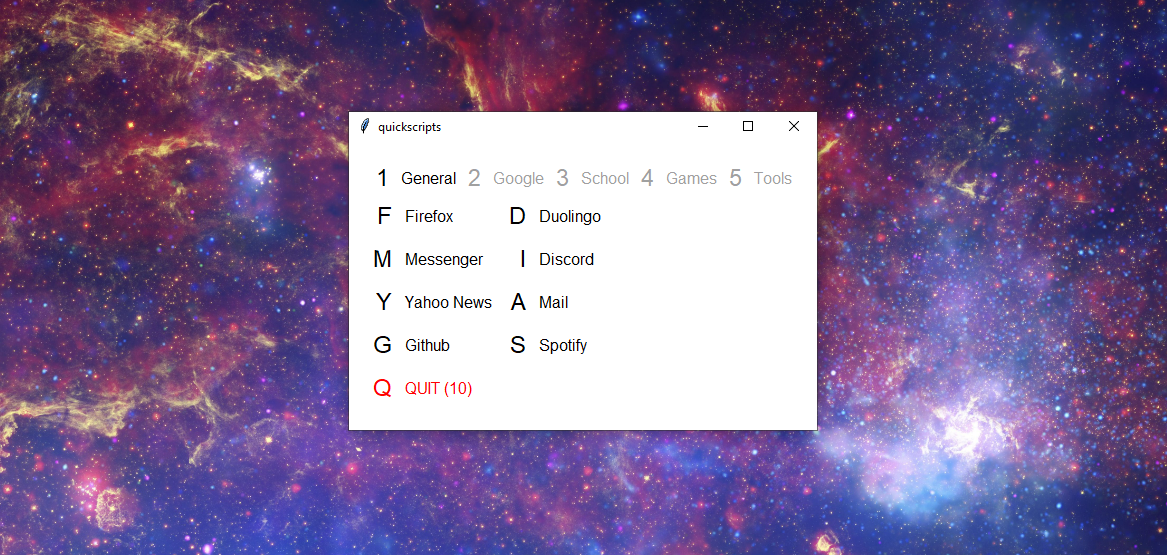 quickscripts
1 General 2 Google 3 School 4 Games 5 Tools
F Firefox D Duolingo
M Messenger I Discord
Y Yahoo News A Mail
G Github S Spotify
Q QUIT (10)